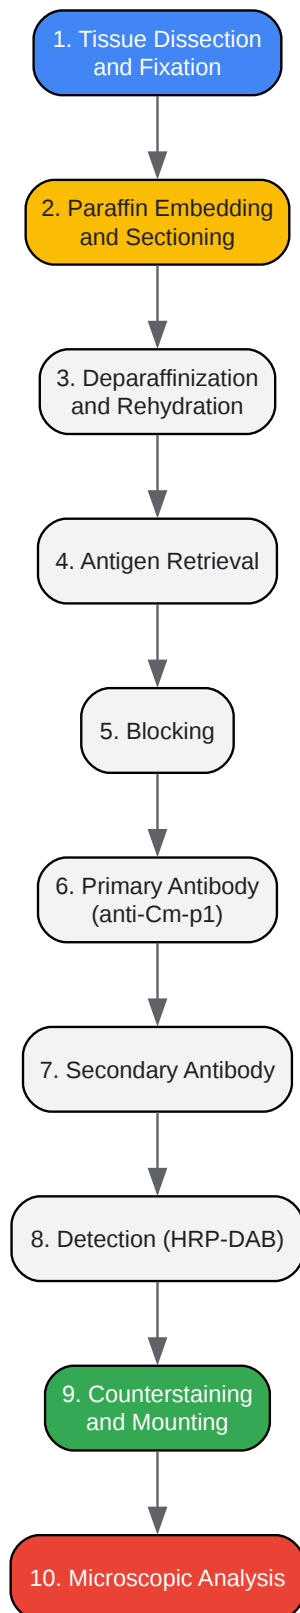 1. Tissue Dissection
and Fixation
2. Paraffin Embedding
and Sectioning
3. Deparaffinization
and Rehydration
4. Antigen Retrieval
5. Blocking
6. Primary Antibody
(anti-Cm-p1)
7. Secondary Antibody
8. Detection (HRP-DAB)
9. Counterstaining
and Mounting
10. Microscopic Analysis